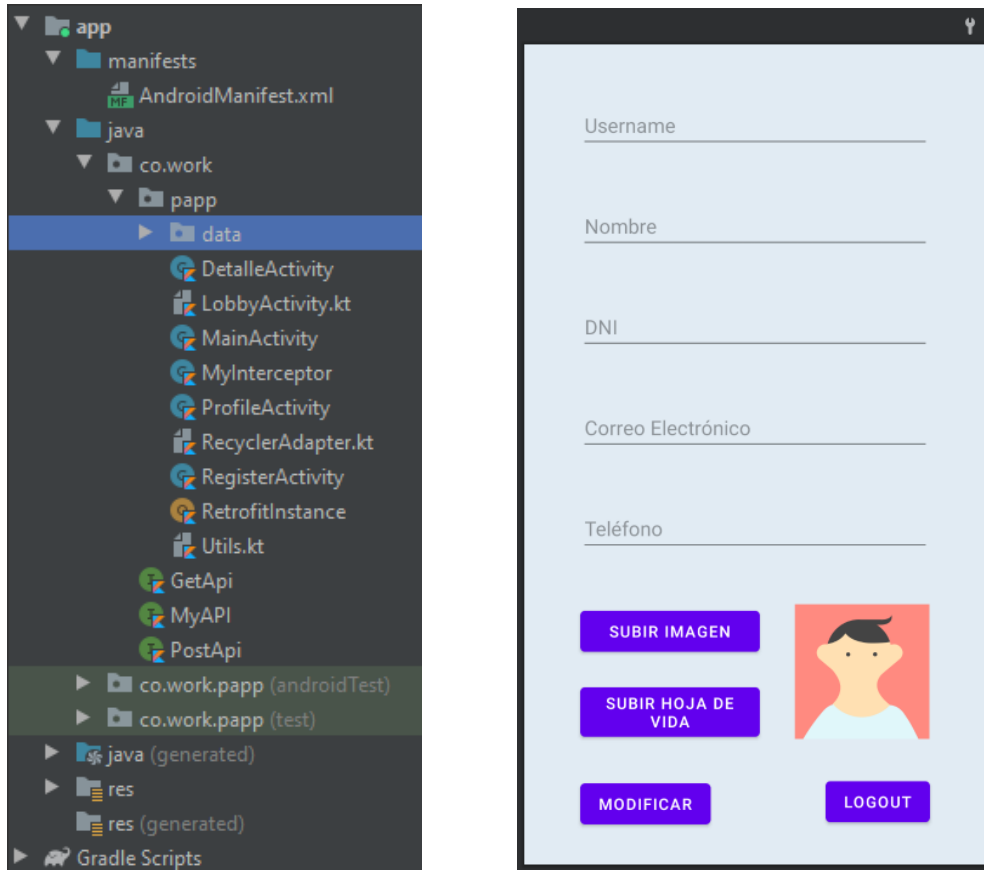 app
manifests
MF AndroidManifest.xml
java
co.work
papp
data
DetalleActivity
LobbyActivity.kt
MainActivity
MyInterceptor
ProfileActivity
RecyclerAdapter.kt
RegisterActivity
RetrofitInstance
Utils.kt
GetApi
MyAPI
PostApi
co.work.papp (androidTest)
co.work.papp (test)
java (generated)
res
res (generated)
Gradle Scripts
Username
Nombre
DNI
Correo Electrónico
Teléfono
SUBIR IMAGEN
SUBIR HOJA DE
VIDA
MODIFICAR
LOGOUT